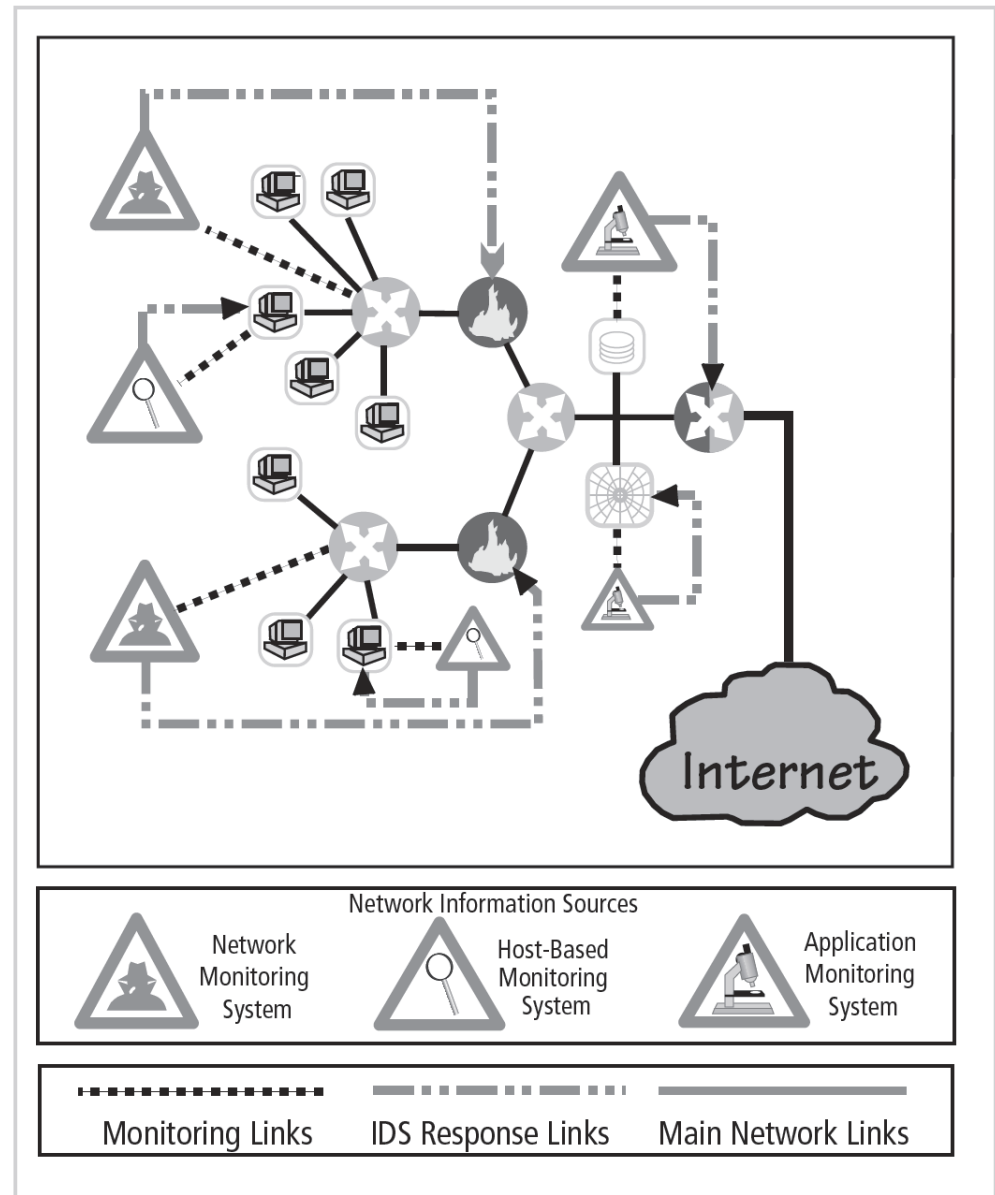 Internet
Network Information Sources
Network
Monitoring
System
Host-Based
Monitoring
System
Application
Monitoring
System
Monitoring Links
IDS Response Links
Main Network Links